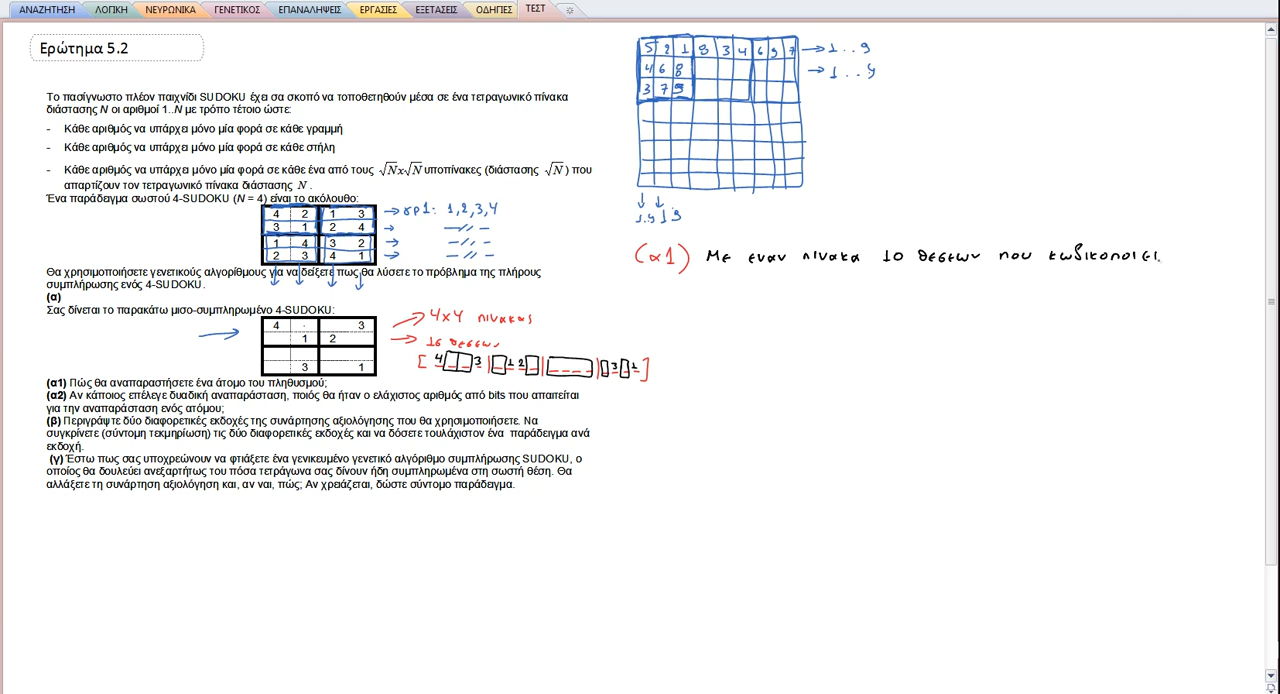 ΑΝΑΖΗΤΗΣΗ ΛΟΓΙΚΗ ΝΕΥΡΩΝΙΚΑ ΓΕΝΕΤΙΚΟΣ ΕΠΑΝΑΛΗΨΕΙΣ ΕΡΓΑΣΙΕΣ ΕΞΕΤΑΣΕΙΣ ΟΔΗΓΙΕΣ ΤΕΣΤ
Ερώτημα 5.2
Το πασίγνωστο πλέον παιχνίδι SUDOKU έχει σα σκοπό να τοποθετηθούν μέσα σε ένα τετραγωνικό πίνακα
διάστασης N οι αριθμοί 1..N με τρόπο τέτοιο ώστε:
- Κάθε αριθμός να υπάρχει μόνο μία φορά σε κάθε γραμμή
- Κάθε αριθμός να υπάρχει μόνο μία φορά σε κάθε στήλη
- Κάθε αριθμός να υπάρχει μόνο μία φορά σε κάθε ένα από τους √N x √N υποπίνακες (διάστασης √N) που
απαρτίζουν τον τετραγωνικό πίνακα διάστασης N.
Ένα παράδειγμα σωστού 4-SUDOKU (N = 4) είναι το ακόλουθο:
4 2 1 3 → γρ1: 1,2,3,4
3 1 2 4 → —//—
1 4 3 2 → —//—
2 3 4 1 → —//—
Θα χρησιμοποιήσετε γενετικούς αλγορίθμους για να δείξετε πως θα λύσετε το πρόβλημα της πλήρους
συμπλήρωσης ενός 4-SUDOKU.
(α)
Σας δίνεται το παρακάτω μισο-συμπληρωμένο 4-SUDOKU:
4 3
1 2
3 1
→ 4x4 πίνακας
→ 16 θέσεων
[ 4 _ _ 3 | _ 1 2 _ | _ _ _ _ | _ 3 _ 1 ]
(α1) Πώς θα αναπαραστήσετε ένα άτομο του πληθυσμού;
(α2) Αν κάποιος επέλεγε δυαδική αναπαράσταση, ποιός θα ήταν ο ελάχιστος αριθμός από bits που απαιτείται
για την αναπαράσταση ενός ατόμου;
(β) Περιγράψτε δύο διαφορετικές εκδοχές της συνάρτησης αξιολόγησης που θα χρησιμοποιήσετε. Να
συγκρίνετε (σύντομη τεκμηρίωση) τις δύο διαφορετικές εκδοχές και να δόσετε τουλάχιστον ένα παράδειγμα ανά
εκδοχή.
(γ) Έστω πως σας υποχρεώνουν να φτιάξετε ένα γενικευμένο γενετικό αλγόριθμο συμπλήρωσης SUDOKU, ο
οποίος θα δουλεύει ανεξαρτήτως του πόσα τετράγωνα σας δίνουν ήδη συμπληρωμένα στη σωστή θέση. Θα
αλλάξετε τη συνάρτηση αξιολόγηση και, αν ναι, πώς; Αν χρειάζεται, δώστε σύντομο παράδειγμα.
5 2 1 8 3 4 6 9 7 → 1..9
4 6 8 → 1..9
3 7 9
1..9 1..9
(α1) Με εναν πινακα 10 θεσεων που κωδικοποιει